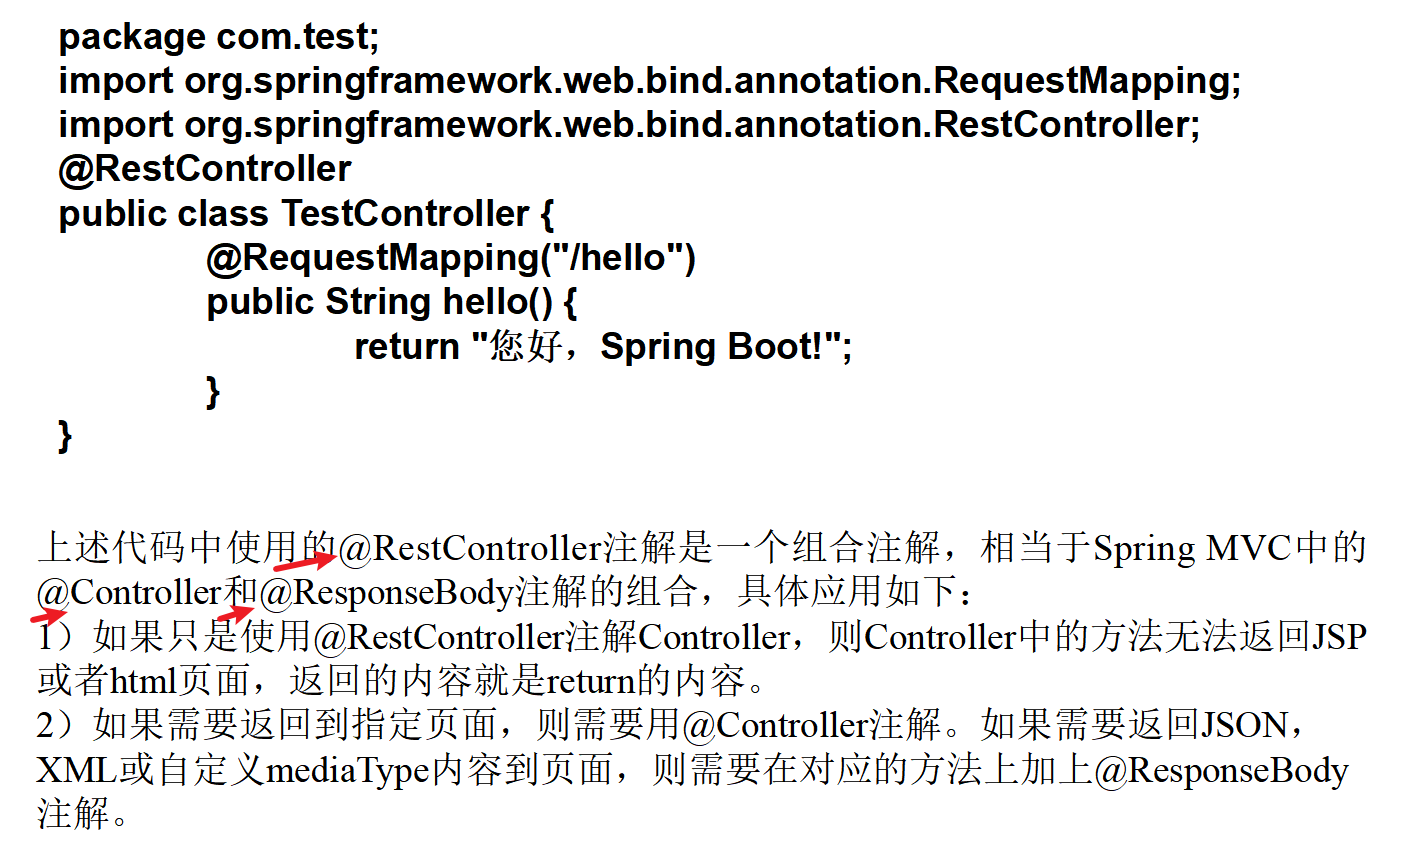 package com.test;
import org.springframework.web.bind.annotation.RequestMapping;
import org.springframework.web.bind.annotation.RestController;
@RestController
public class TestController {
@RequestMapping("/hello")
public String hello() {
return "您好，Spring Boot!";
}
}
上述代码中使用的@RestController注解是一个组合注解，相当于Spring MVC中的
@Controller和@ResponseBody注解的组合，具体应用如下：
1）如果只是使用@RestController注解Controller，则Controller中的方法无法返回JSP
或者html页面，返回的内容就是return的内容。
2）如果需要返回到指定页面，则需要用@Controller注解。如果需要返回JSON，
XML或自定义mediaType内容到页面，则需要在对应的方法上加上@ResponseBody
注解。